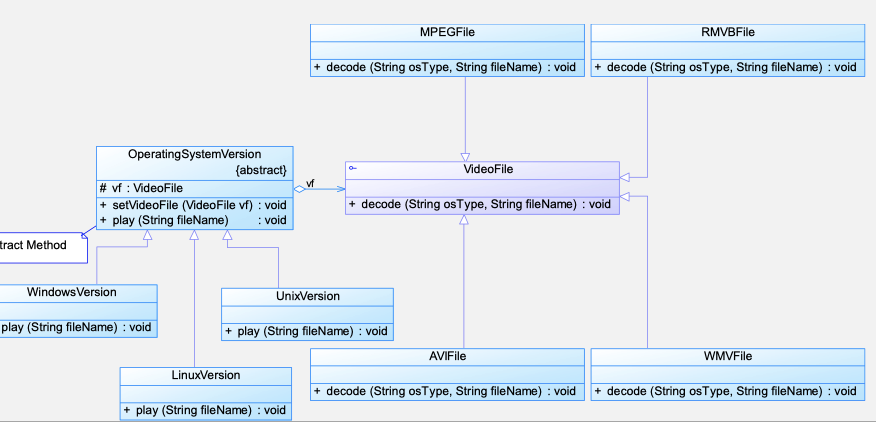 MPEGFile
+ decode (String osType, String fileName) : void
RMVBFile
+ decode (String osType, String fileName) : void
OperatingSystemVersion
{abstract}
# vf : VideoFile
+ setVideoFile (VideoFile vf) : void
+ play (String fileName) : void
vf
VideoFile
+ decode (String osType, String fileName) : void
tract Method
WindowsVersion
play (String fileName) : void
UnixVersion
+ play (String fileName) : void
LinuxVersion
+ play (String fileName) : void
AVIFile
+ decode (String osType, String fileName) : void
WMVFile
+ decode (String osType, String fileName) : void